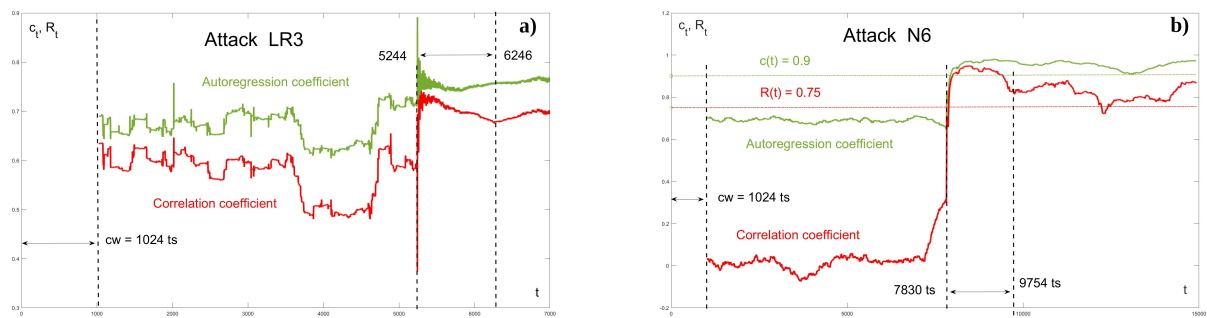 c_t, R_t
Attack LR3
a)
5244
6246
Autoregression coefficient
Correlation coefficient
cw = 1024 ts
t
0.9
0.8
0.7
0.6
0.5
0.4
0.3
0
1000
2000
3000
4000
5000
6000
7000
c_t, R_t
Attack N6
b)
c(t) = 0.9
R(t) = 0.75
Autoregression coefficient
cw = 1024 ts
Correlation coefficient
7830 ts
9754 ts
t
1.2
1
0.8
0.6
0.4
0.2
0
0
5000
10000
15000